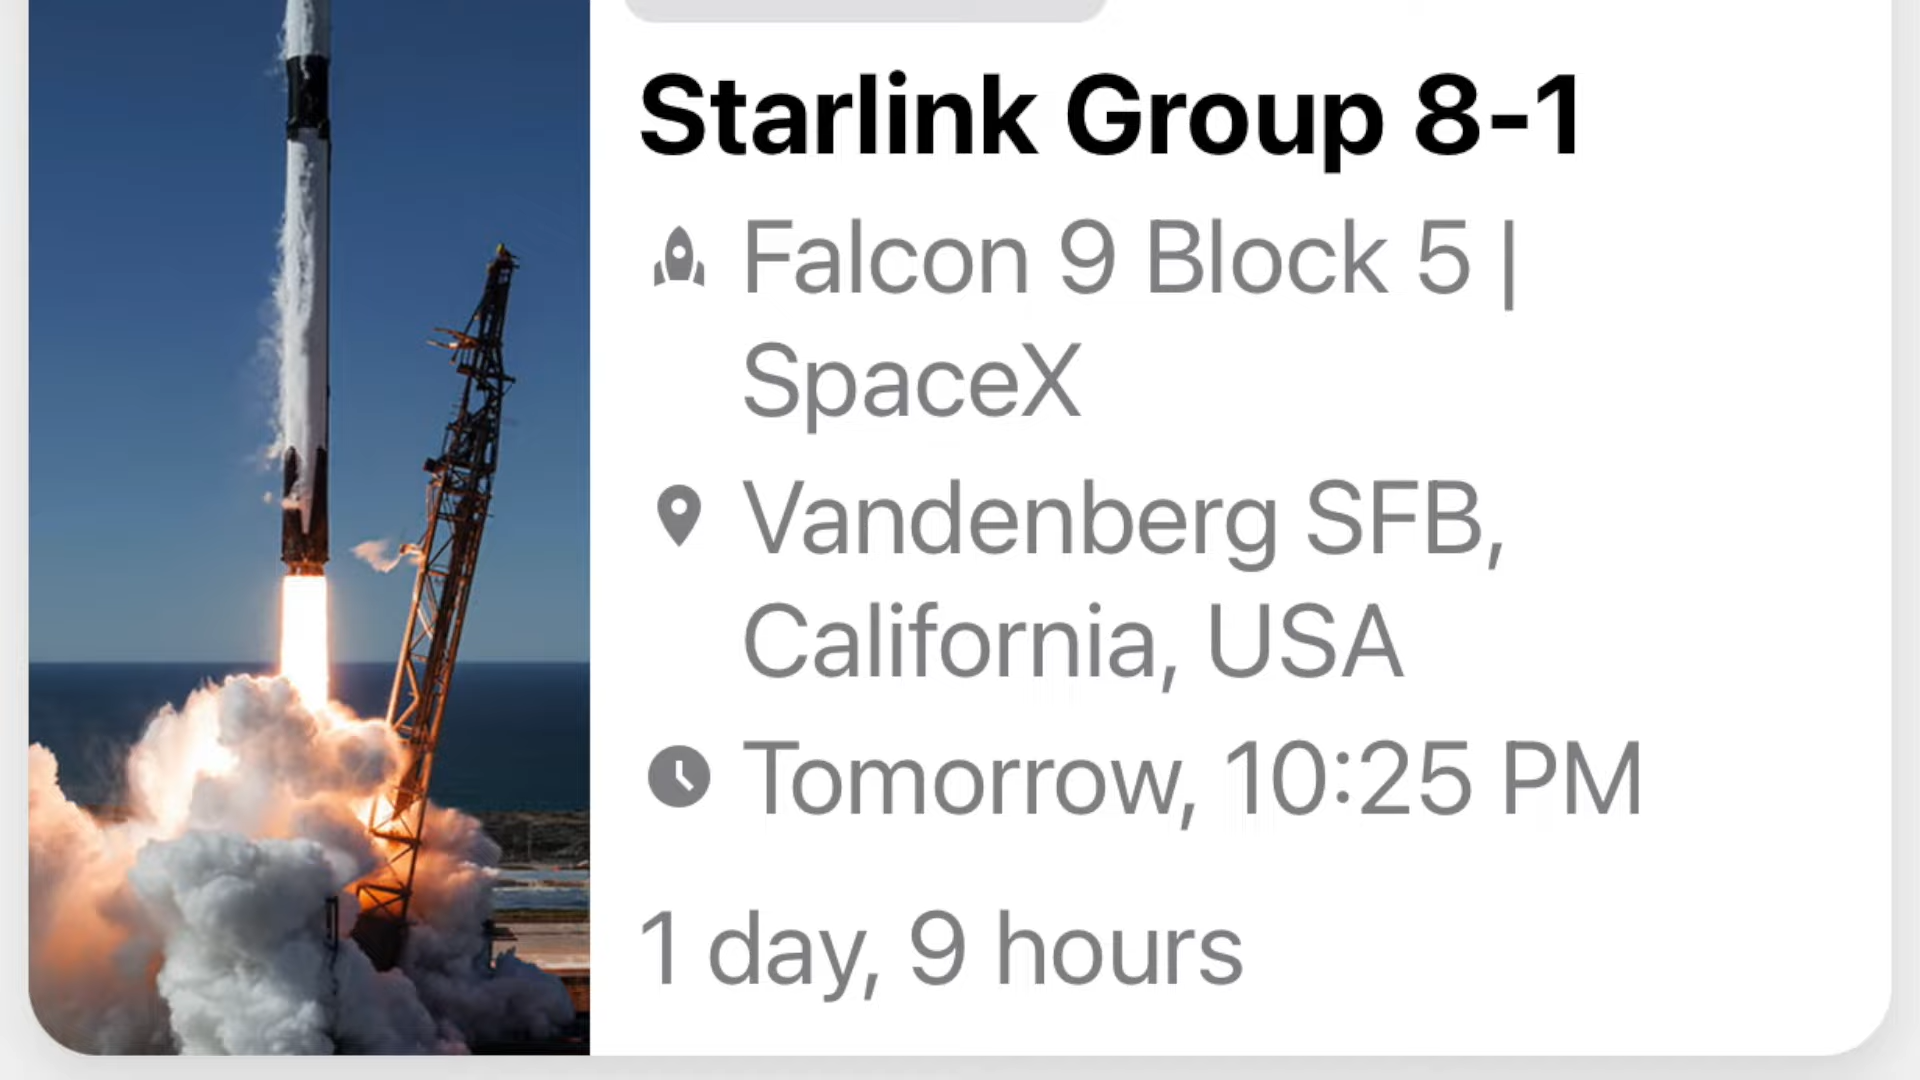 Starlink Group 8-1
Falcon 9 Block 5 |
SpaceX
Vandenberg SFB,
California, USA
Tomorrow, 10:25 PM
1 day, 9 hours